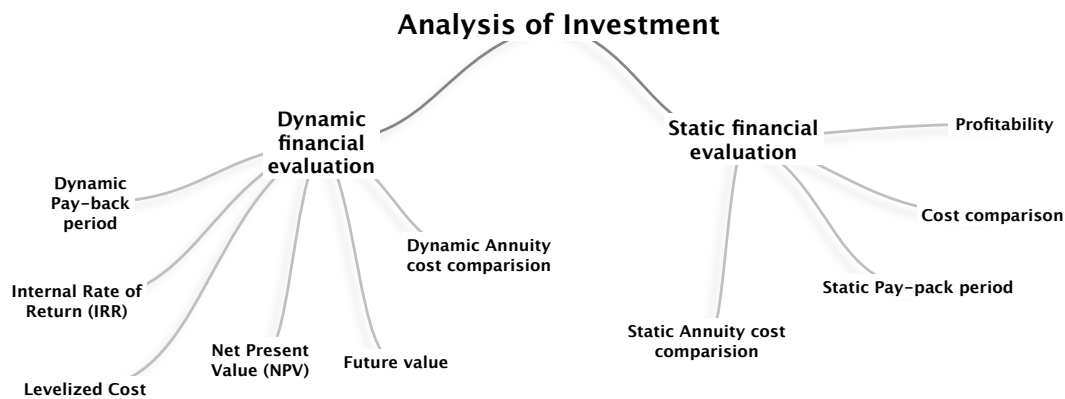 Analysis of Investment
Dynamic
financial
evaluation
Static financial
evaluation
Profitability
Dynamic
Pay-back
period
Cost comparison
Dynamic Annuity
cost comparision
Internal Rate of
Return (IRR)
Static Pay-pack period
Static Annuity cost
comparision
Net Present
Value (NPV)
Future value
Levelized Cost